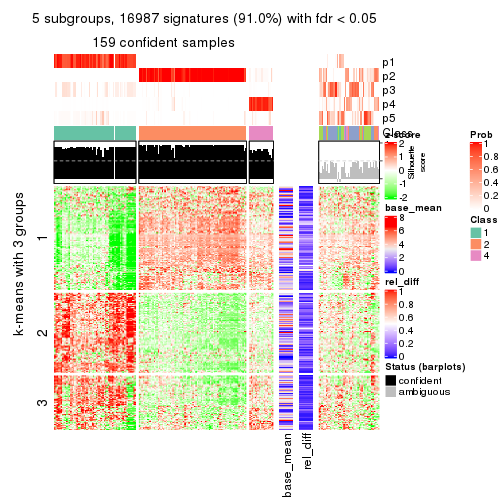 5 subgroups, 16987 signatures (91.0%) with fdr < 0.05
159 confident samples
p1
p2
p3
p4
p5
Class
Silhouette
score
k-means with 3 groups
1
2
3
base_mean
rel_diff
z-score
2
1
0
-1
-2
base_mean
8
6
4
2
0
rel_diff
1
0.8
0.6
0.4
0.2
0
Status (barplots)
confident
ambiguous
Prob
1
0.8
0.6
0.4
0.2
0
Class
1
2
4